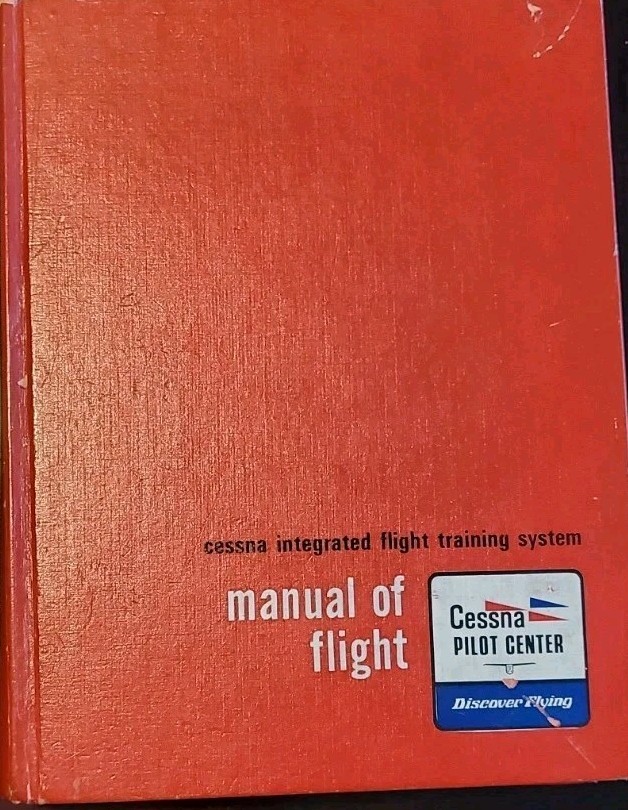 cessna integrated flight training system
manual of
flight
Cessna
PILOT CENTER
Discover Flying